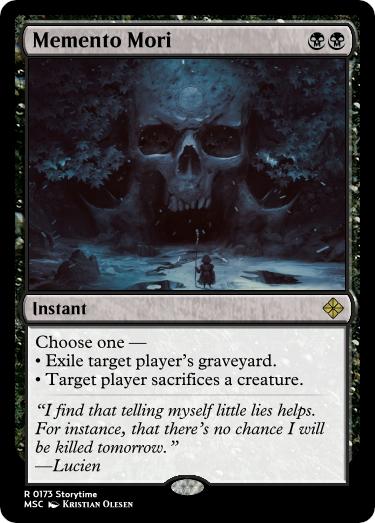 Memento Mori
Instant
Choose one —
• Exile target player's graveyard.
• Target player sacrifices a creature.
“I find that telling myself little lies helps.
For instance, that there's no chance I will
be killed tomorrow.”
—Lucien
R 0173 Storytime
MSC Kristian Olesen